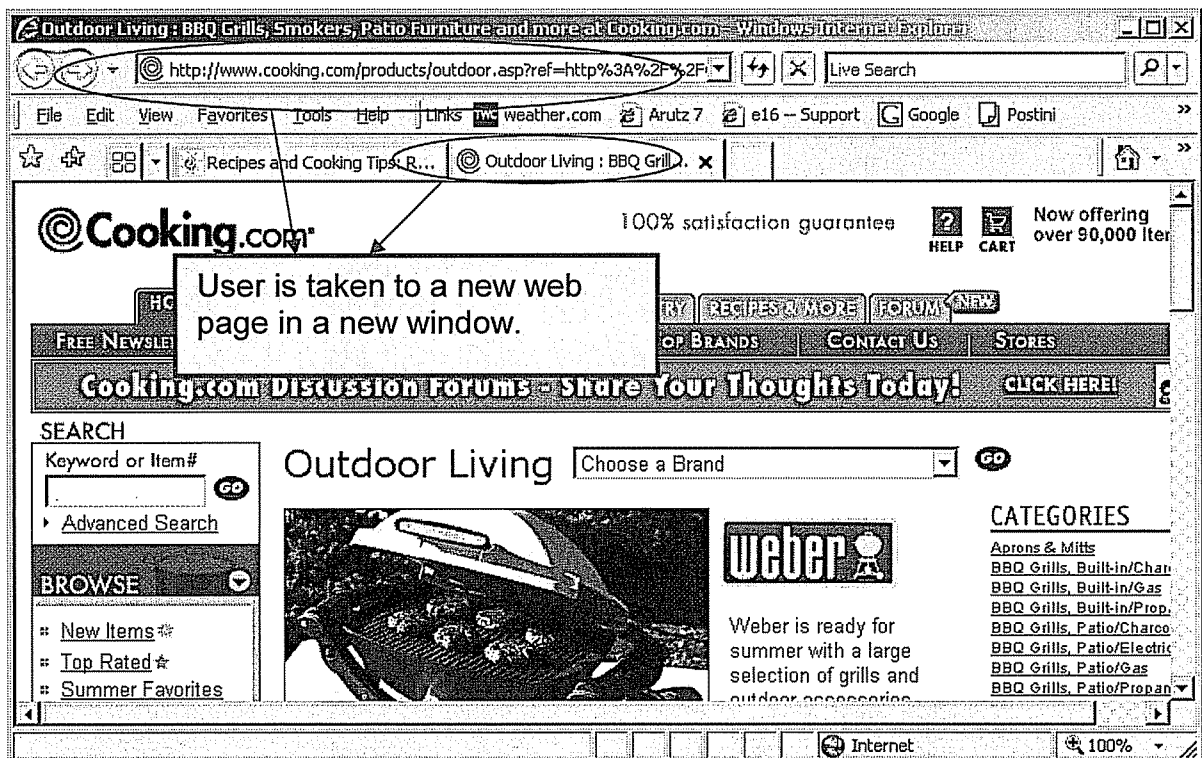 Outdoor Living : BBQ Grills, Smokers, Patio Furniture and more at Cooking.com - Windows Internet Explorer
http://www.cooking.com/products/outdoor.asp?ref=http%3A%2F%2F
Live Search
File Edit View Favorites Tools Help Links TWC weather.com Arutz 7 e16 -- Support G Google Postini »
Recipes and Cooking Tips: R... Outdoor Living : BBQ Grill... »
Cooking.com
100% satisfaction guarantee
? HELP CART
Now offering
over 90,000 Iter
User is taken to a new web
page in a new window.
HO RY RECIPES & MORE FORUM NEW
FREE NEWSLE OP BRANDS CONTACT US STORES
Cooking.com Discussion Forums - Share Your Thoughts Today! CLICK HERE!
SEARCH
Keyword or Item#
GO
Advanced Search
Outdoor Living Choose a Brand GO
BROWSE
New Items
Top Rated
Summer Favorites
weber
Weber is ready for
summer with a large
selection of grills and
outdoor accessories
CATEGORIES
Aprons & Mitts
BBQ Grills, Built-in/Char
BBQ Grills, Built-in/Gas
BBQ Grills, Built-in/Prop.
BBQ Grills, Patio/Charco
BBQ Grills, Patio/Electric
BBQ Grills, Patio/Gas
BBQ Grills, Patio/Propan
Internet 100%